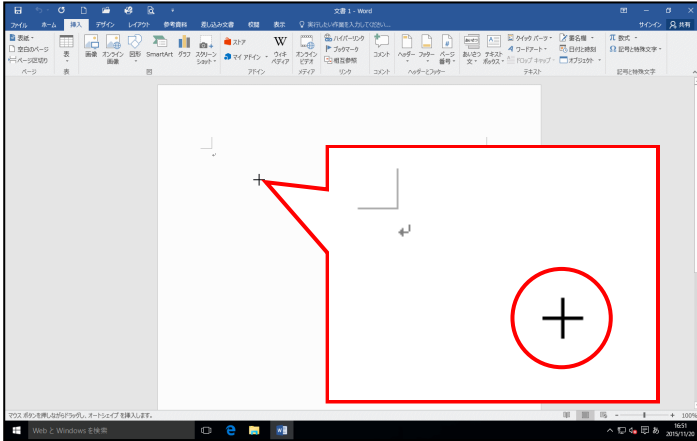 文書 1 - Word
ファイル ホーム 挿入 デザイン レイアウト 参考資料 差し込み文書 校閲 表示 実行したい作業を入力してください... サインイン 共有
表紙
空白のページ
ページ区切り
表
画像
オンライン画像
図形
SmartArt
グラフ
スクリーンショット
ストア
マイ アドイン
W
ウィキペディア
オンラインビデオ
ハイパーリンク
ブックマーク
相互参照
コメント
ヘッダー
フッター
ページ番号
あいさつ文
テキストボックス
クイック パーツ
ワードアート
ドロップ キャップ
署名欄
日付と時刻
オブジェクト
π 数式
Ω 記号と特殊文字
ページ 表 図 アドイン メディア リンク コメント ヘッダーとフッター テキスト 記号と特殊文字
マウス ボタンを押しながらドラッグし、オートシェイプを挿入します。
100%
Web と Windows を検索
あ
16:51
2015/11/20